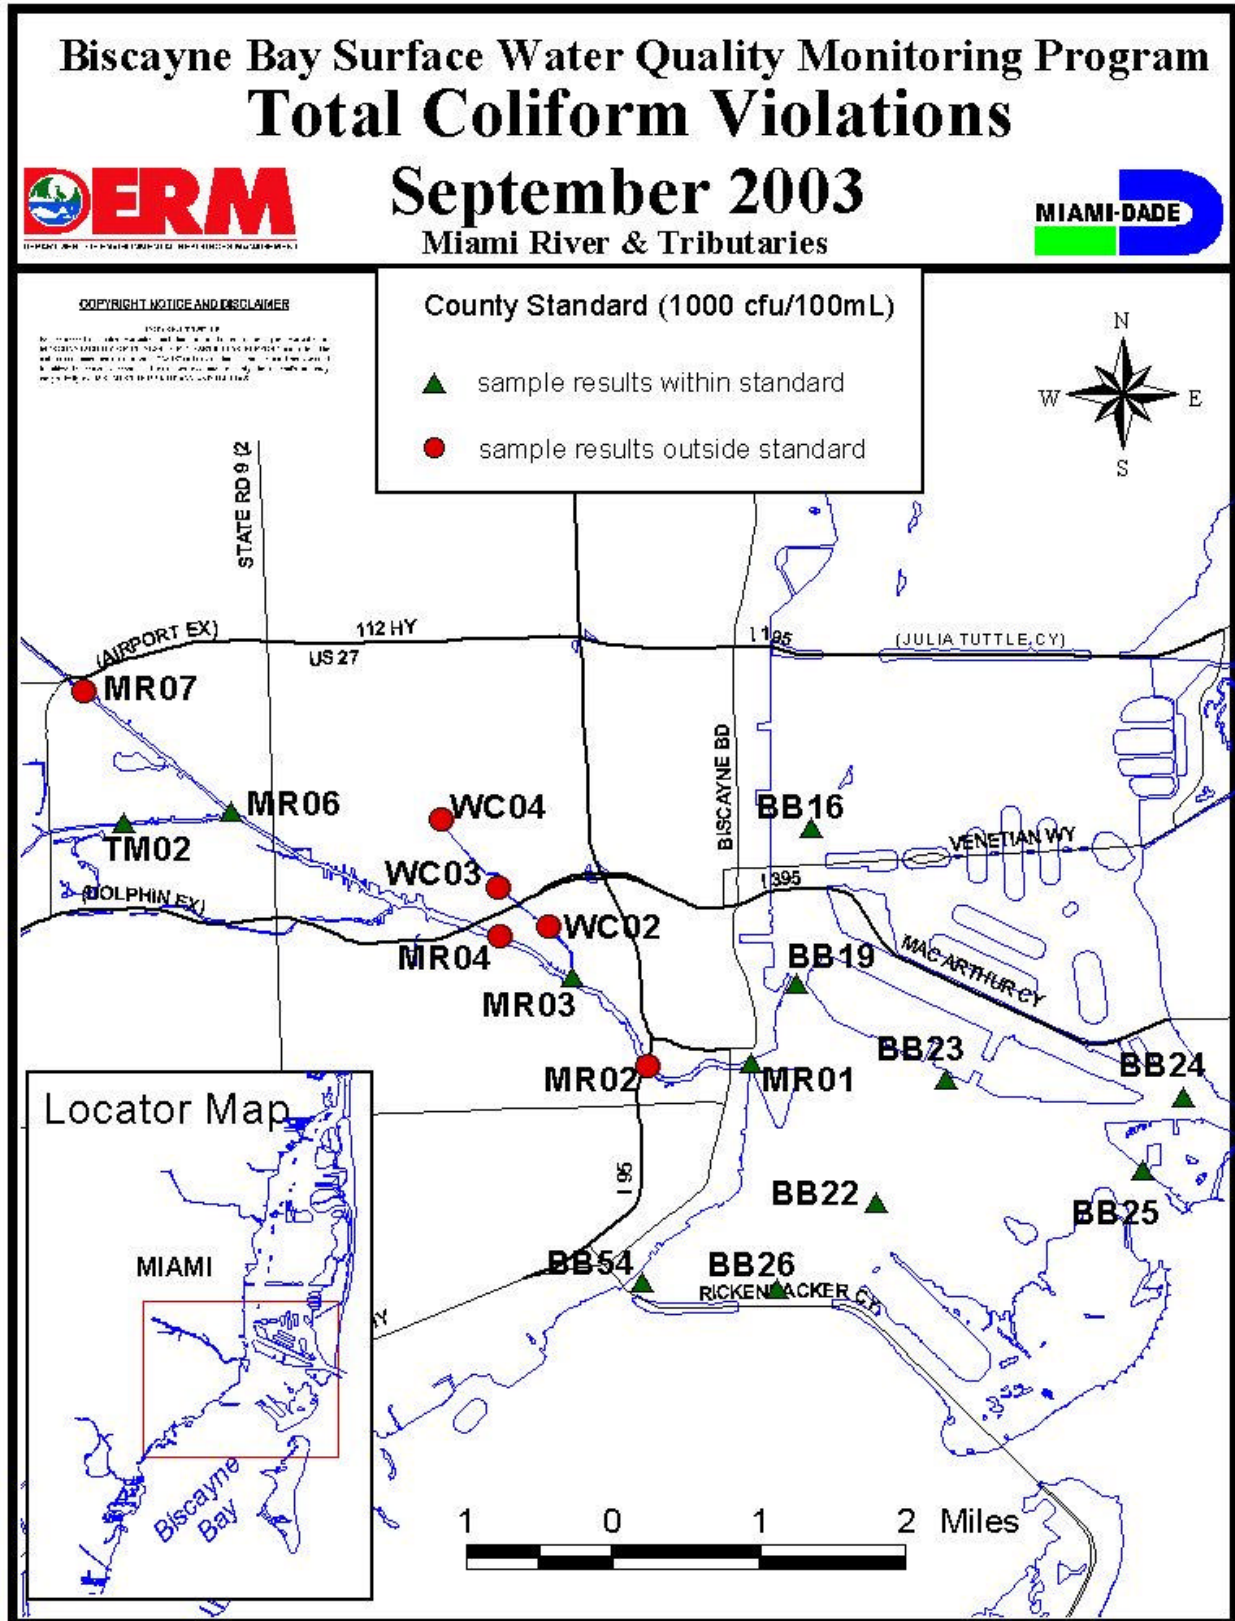 Biscayne Bay Surface Water Quality Monitoring Program
Total Coliform Violations
September 2003
Miami River & Tributaries
DERM
MIAMI-DADE
COPYRIGHT NOTICE AND DISCLAIMER
County Standard (1000 cfu/100mL)
sample results within standard
sample results outside standard
N
W E
S
STATE RD 9 (2
(AIRPORT EX)
112 HY
US 27
I 195
(JULIA TUTTLE CY)
MR07
BISCAYNE BD
MR06
WC04
BB16
TM02
VENETIAN WY
WC03
I 395
(DOLPHIN EX)
WC02
MR04
BB19
MAC ARTHUR CY
MR03
BB23
BB24
MR02
MR01
Locator Map
I 95
BB22
BB25
MIAMI
BB54
BB26
RICKENBACKER CY
Biscayne
Bay
1 0 1 2 Miles